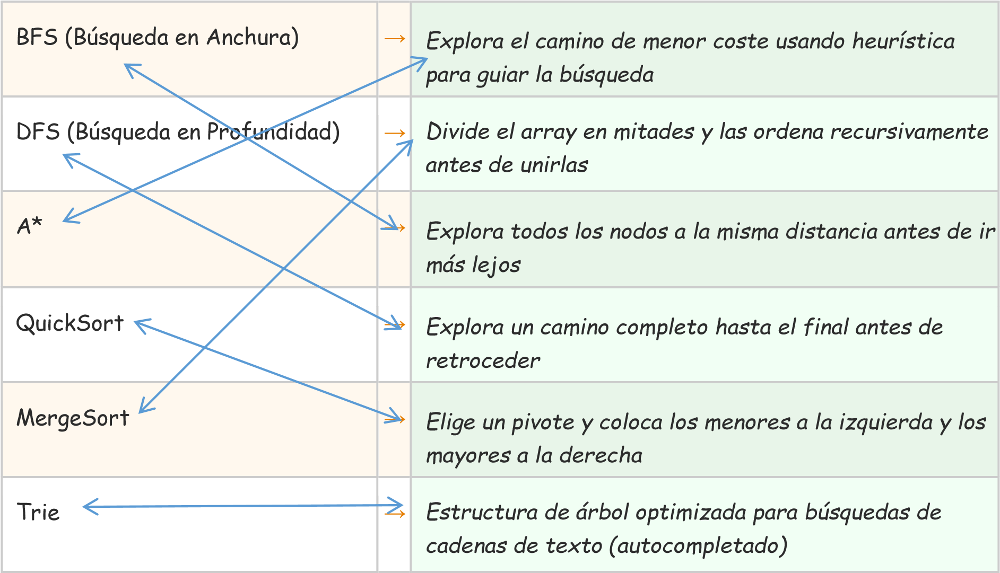 BFS (Búsqueda en Anchura) → Explora el camino de menor coste usando heurística
para guiar la búsqueda
DFS (Búsqueda en Profundidad) → Divide el array en mitades y las ordena recursivamente
antes de unirlas
A* → Explora todos los nodos a la misma distancia antes de ir
más lejos
QuickSort → Explora un camino completo hasta el final antes de
retroceder
MergeSort → Elige un pivote y coloca los menores a la izquierda y los
mayores a la derecha
Trie → Estructura de árbol optimizada para búsquedas de
cadenas de texto (autocompletado)